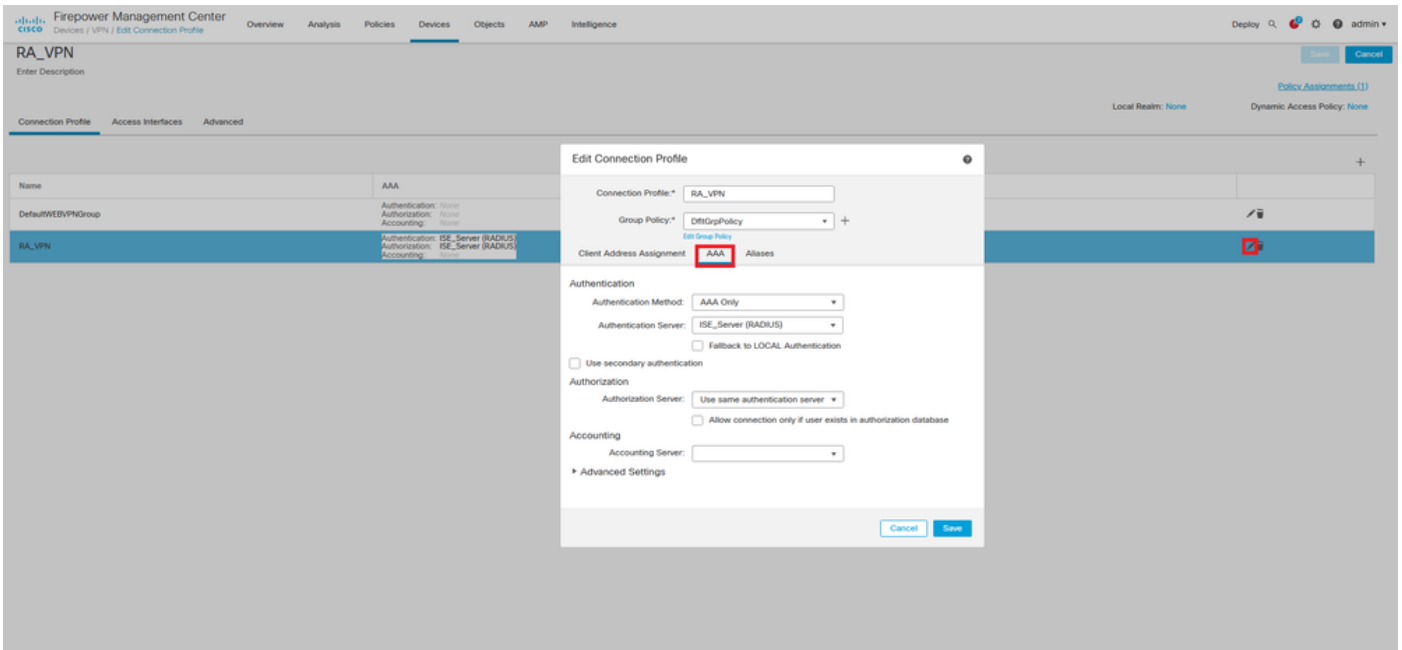 Firepower Management Center
CISCO Devices / VPN / Edit Connection Profile
Overview Analysis Policies Devices Objects AMP Intelligence
Deploy admin
RA_VPN
Save Cancel
Enter Description
Policy Assignments (1)
Local Realm: None Dynamic Access Policy: None
Connection Profile Access Interfaces Advanced
Name AAA
DefaultWEBVPNGroup
Authentication: None
Authorization: None
Accounting: None
RA_VPN
Authentication: ISE_Server (RADIUS)
Authorization: ISE_Server (RADIUS)
Accounting: None
Edit Connection Profile
Connection Profile:* RA_VPN
Group Policy:* DfltGrpPolicy
Edit Group Policy
Client Address Assignment AAA Aliases
Authentication
Authentication Method: AAA Only
Authentication Server: ISE_Server (RADIUS)
Fallback to LOCAL Authentication
Use secondary authentication
Authorization
Authorization Server: Use same authentication server
Allow connection only if user exists in authorization database
Accounting
Accounting Server:
Advanced Settings
Cancel Save